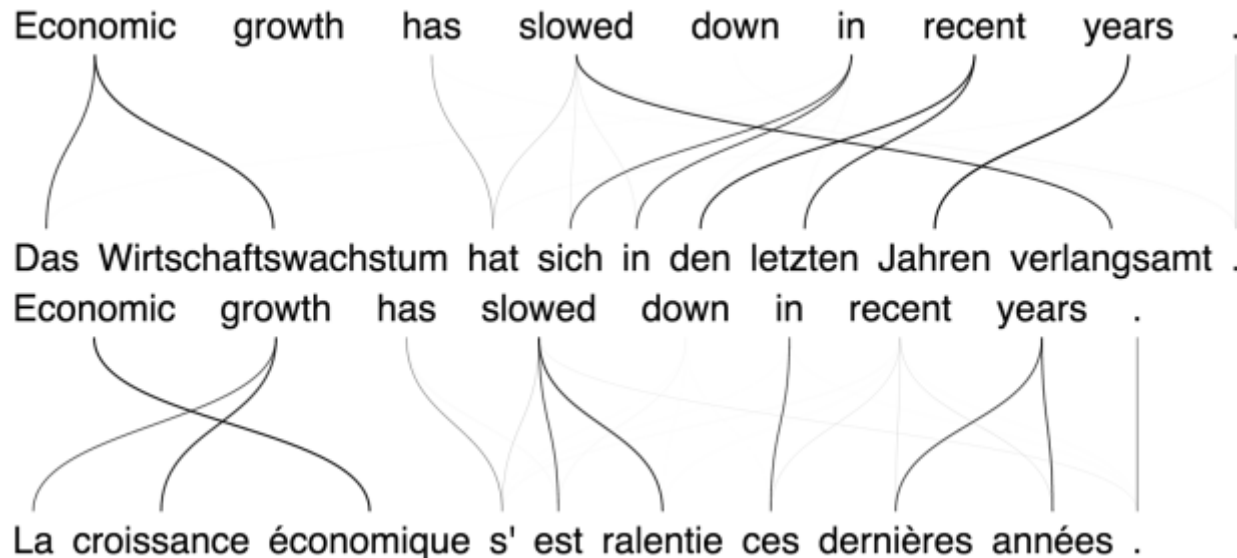 Economic growth has slowed down in recent years .
Das Wirtschaftswachstum hat sich in den letzten Jahren verlangsamt .
Economic growth has slowed down in recent years .
La croissance économique s' est ralentie ces dernières années .